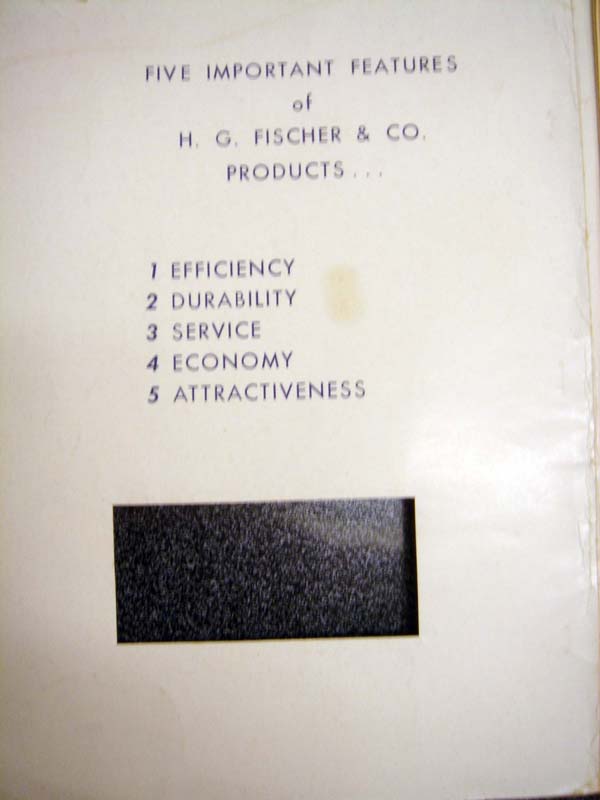 FIVE IMPORTANT FEATURES
of
H. G. FISCHER & CO.
PRODUCTS...
1 EFFICIENCY
2 DURABILITY
3 SERVICE
4 ECONOMY
5 ATTRACTIVENESS